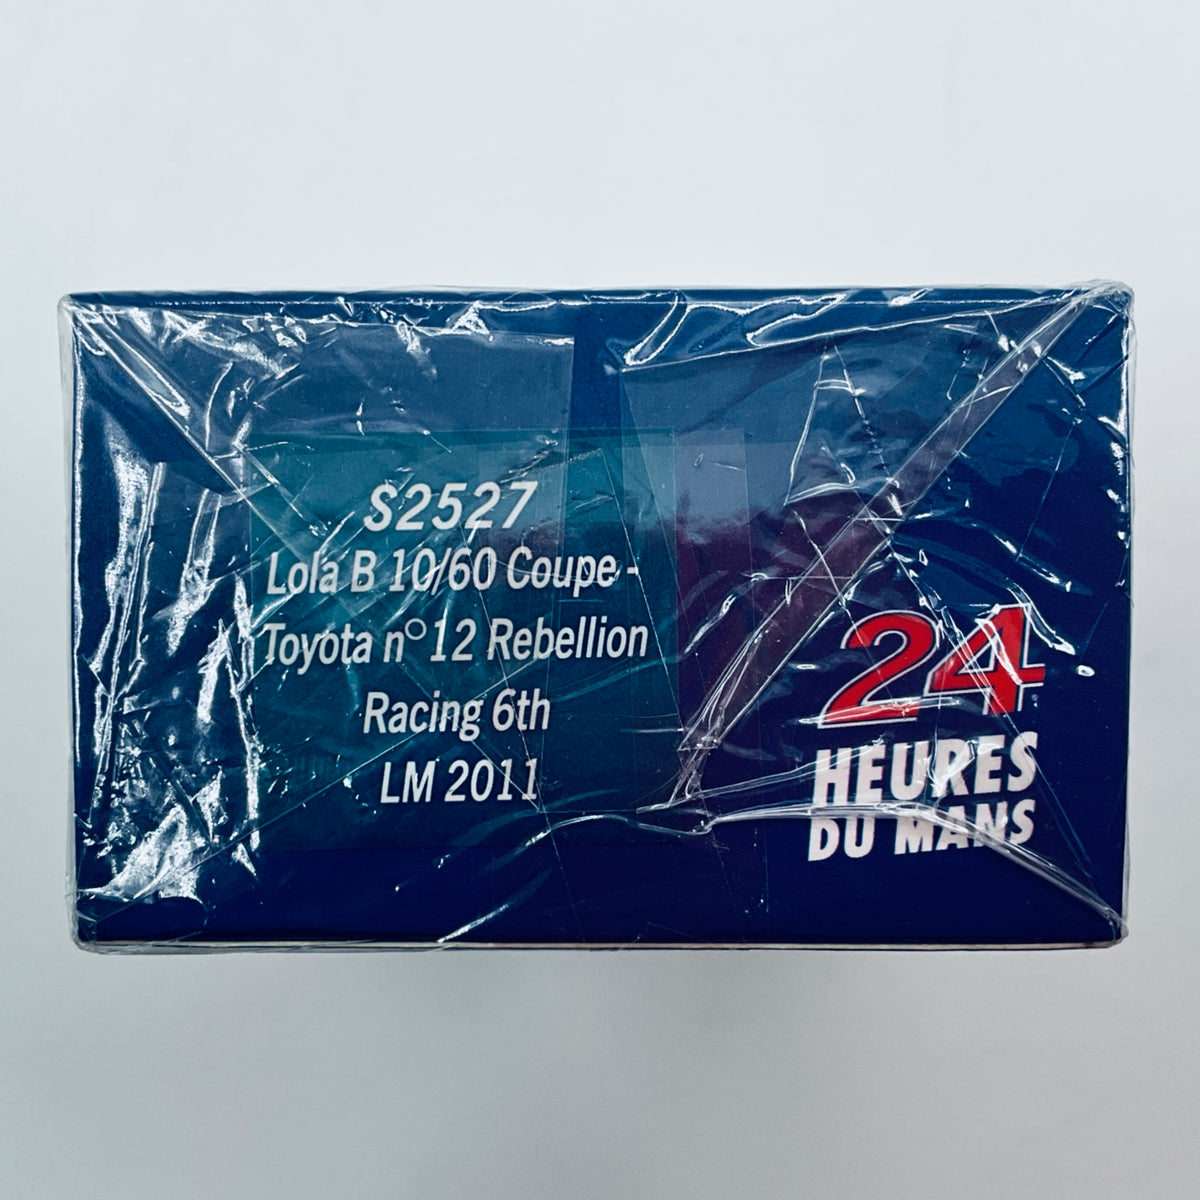 S2527
Lola B 10/60 Coupe -
Toyota n° 12 Rebellion
Racing 6th
LM 2011
24
HEURES
DU MANS